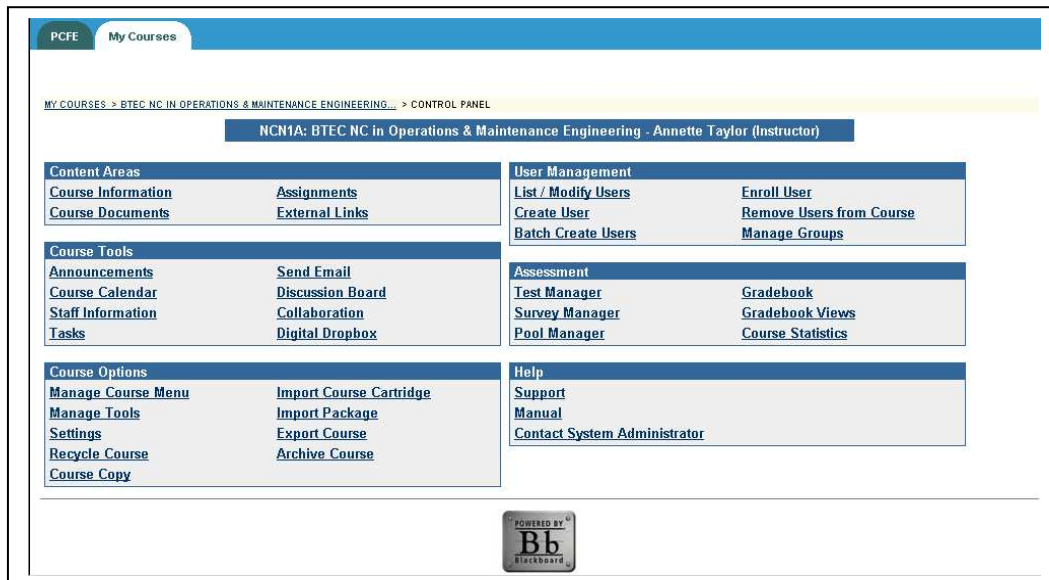 PCFE My Courses
MY COURSES > BTEC NC IN OPERATIONS & MAINTENANCE ENGINEERING... > CONTROL PANEL
NCN1A: BTEC NC in Operations & Maintenance Engineering - Annette Taylor (Instructor)
Content Areas
Course Information Assignments
Course Documents External Links
Course Tools
Announcements Send Email
Course Calendar Discussion Board
Staff Information Collaboration
Tasks Digital Dropbox
Course Options
Manage Course Menu Import Course Cartridge
Manage Tools Import Package
Settings Export Course
Recycle Course Archive Course
Course Copy
User Management
List / Modify Users Enroll User
Create User Remove Users from Course
Batch Create Users Manage Groups
Assessment
Test Manager Gradebook
Survey Manager Gradebook Views
Pool Manager Course Statistics
Help
Support
Manual
Contact System Administrator
POWERED BY
Bb
Blackboard